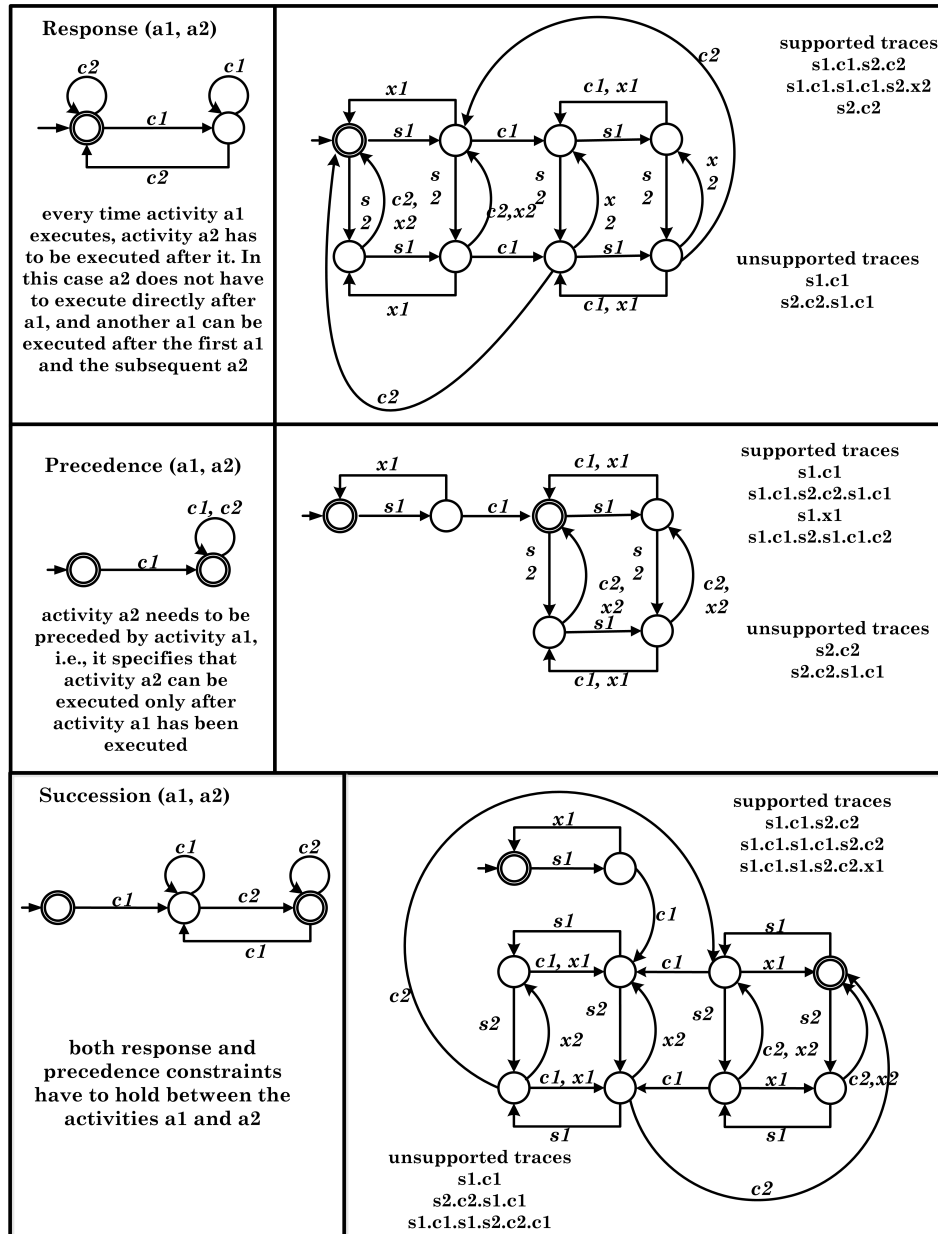 Response (a1, a2)
c2
c1
c1
c2
every time activity a1
executes, activity a2 has
to be executed after it. In
this case a2 does not have
to execute directly after
a1, and another a1 can be
executed after the first a1
and the subsequent a2
c2
x1
c1, x1
s1
c1
s1
s
2
c2,
x2
s
2
c2,x2
s
2
x
2
s
2
x
2
s1
c1
s1
x1
c1, x1
c2
supported traces
s1.c1.s2.c2
s1.c1.s1.c1.s2.x2
s2.c2
unsupported traces
s1.c1
s2.c2.s1.c1
Precedence (a1, a2)
c1, c2
c1
activity a2 needs to be
preceded by activity a1,
i.e., it specifies that
activity a2 can be
executed only after
activity a1 has been
executed
x1
c1, x1
s1
c1
s1
s
2
c2,
x2
s
2
c2,
x2
s1
c1, x1
supported traces
s1.c1
s1.c1.s2.c2.s1.c1
s1.x1
s1.c1.s2.s1.c1.c2
unsupported traces
s2.c2
s2.c2.s1.c1
Succession (a1, a2)
c1
c2
c1
c2
c1
both response and
precedence constraints
have to hold between the
activities a1 and a2
x1
s1
c1
s1
s1
c1, x1
c1
x1
c2
s2
x2
s2
x2
s2
c2, x2
s2
c2,x2
c1, x1
c1
x1
s1
s1
c2
supported traces
s1.c1.s2.c2
s1.c1.s1.c1.s2.c2
s1.c1.s1.s2.c2.x1
unsupported traces
s1.c1
s2.c2.s1.c1
s1.c1.s1.s2.c2.c1